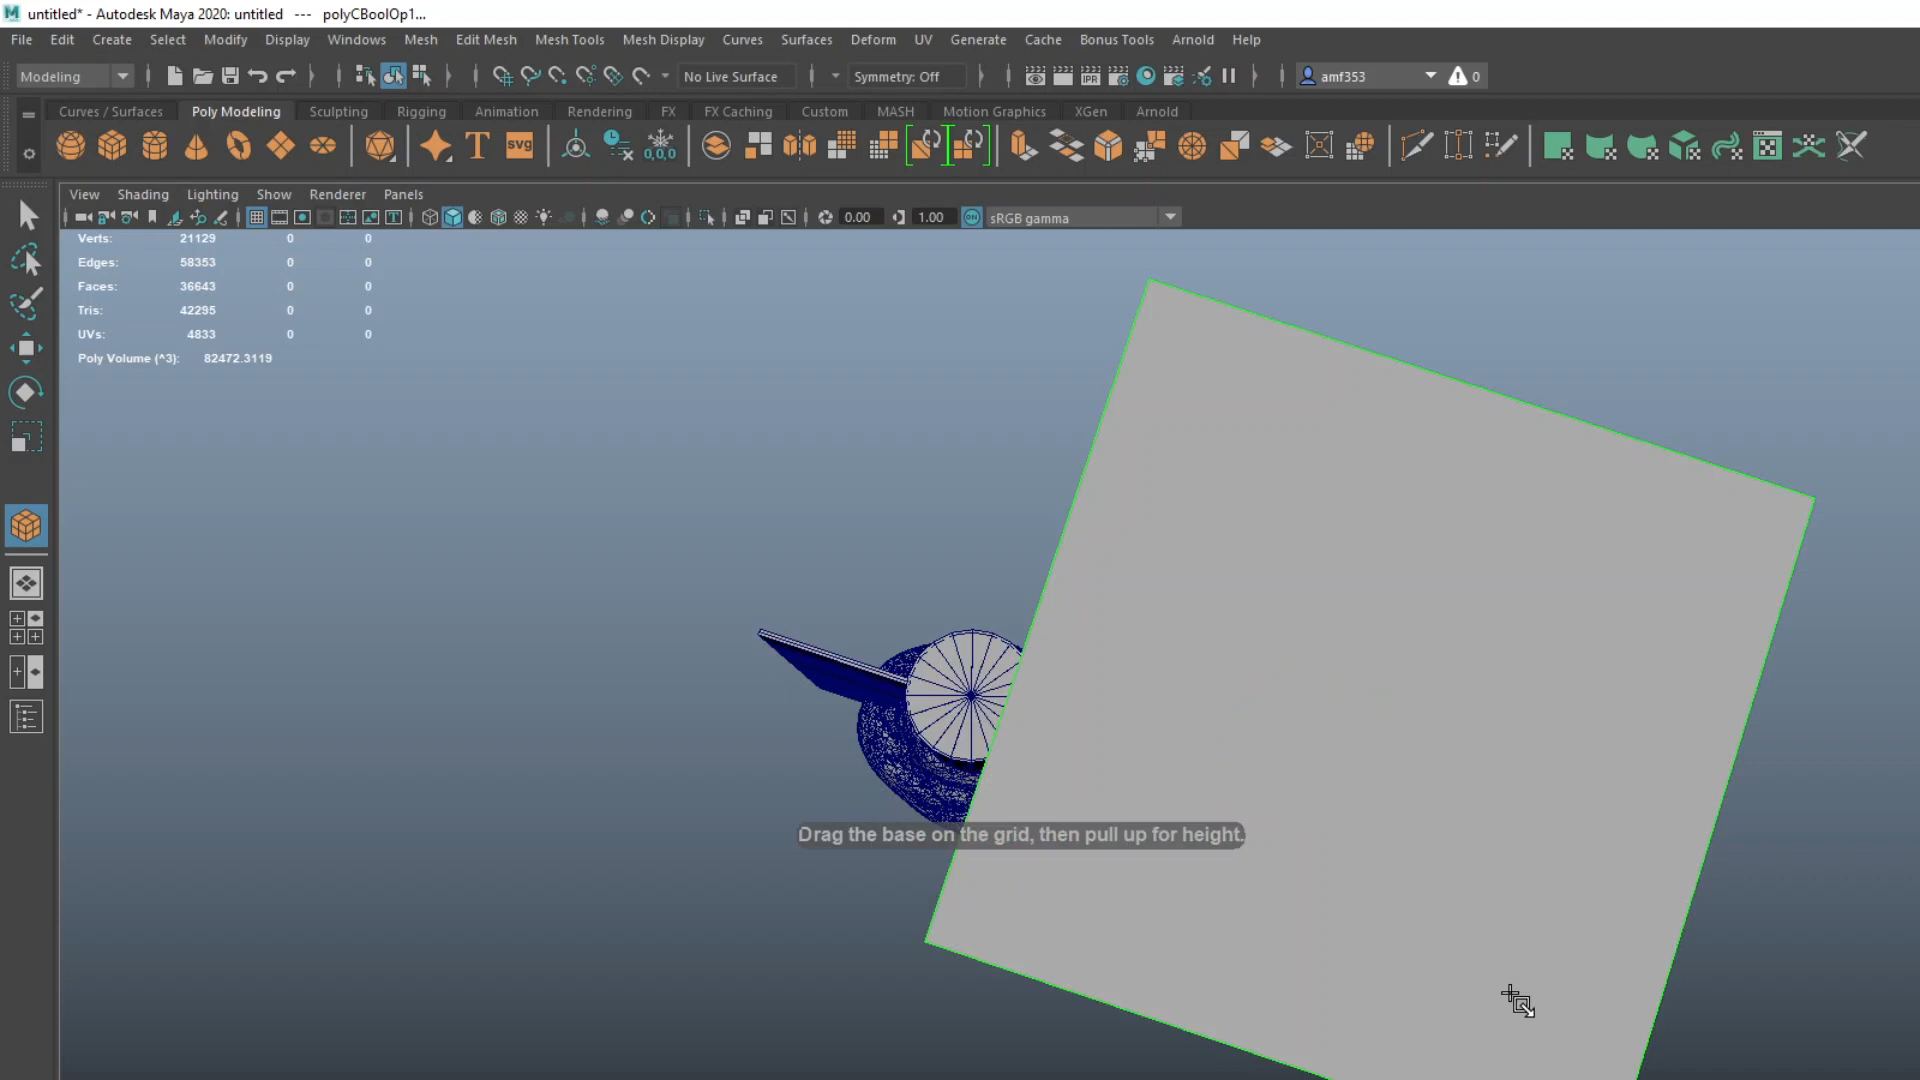 untitled* - Autodesk Maya 2020: untitled --- polyCBoolOp1...
File Edit Create Select Modify Display Windows Mesh Edit Mesh Mesh Tools Mesh Display Curves Surfaces Deform UV Generate Cache Bonus Tools Arnold Help
Modeling No Live Surface Symmetry: Off IPR amf353 0
Curves / Surfaces Poly Modeling Sculpting Rigging Animation Rendering FX FX Caching Custom MASH Motion Graphics XGen Arnold
T SVG 0,0,0
View Shading Lighting Show Renderer Panels
0.00 1.00 ON sRGB gamma
Verts: 21129 0 0
Edges: 58353 0 0
Faces: 36643 0 0
Tris: 42295 0 0
UVs: 4833 0 0
Poly Volume (^3): 82472.3119
Drag the base on the grid, then pull up for height.